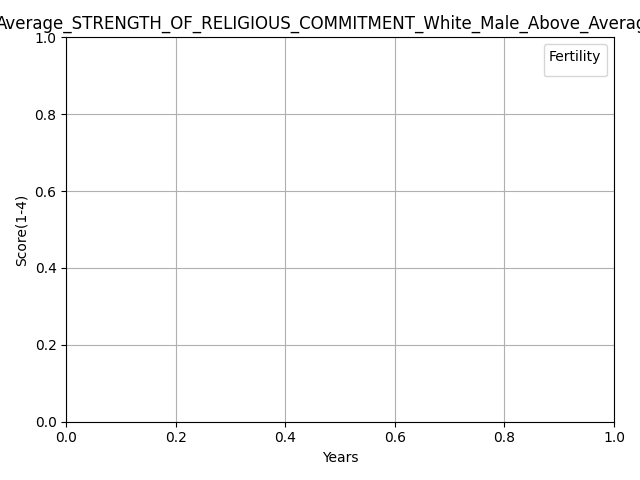 Average_STRENGTH_OF_RELIGIOUS_COMMITMENT_White_Male_Above_Averag
Fertility
1.0
0.8
0.6
0.4
0.2
0.0
Score(1-4)
0.0 0.2 0.4 0.6 0.8 1.0
Years